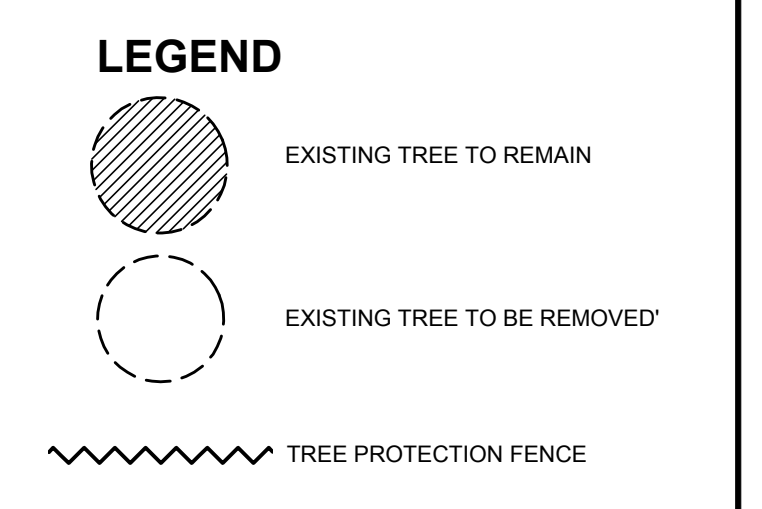 LEGEND
EXISTING TREE TO REMAIN
EXISTING TREE TO BE REMOVED'
TREE PROTECTION FENCE